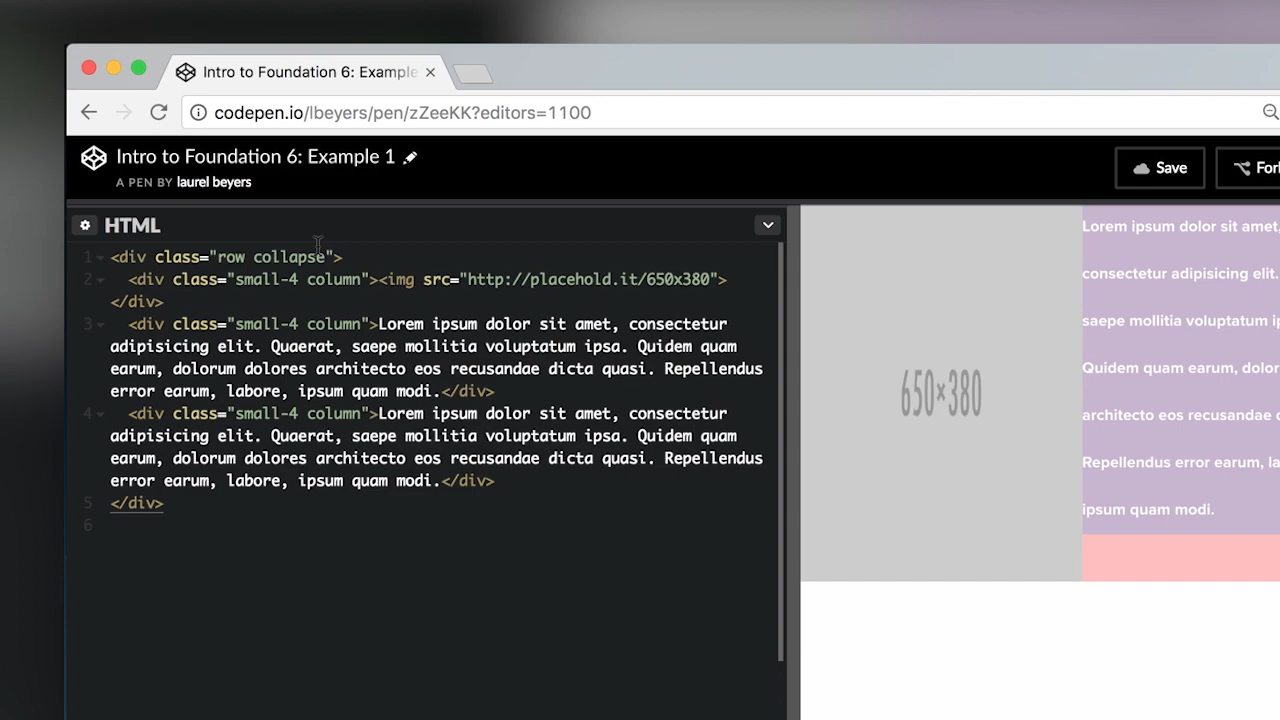 Intro to Foundation 6: Example
codepen.io/lbeyers/pen/zZeeKK?editors=1100
Intro to Foundation 6: Example 1
A PEN BY laurel beyers
Save
HTML
1 <div class="row collapse">
2 <div class="small-4 column"><img src="http://placehold.it/650x380">
</div>
3 <div class="small-4 column">Lorem ipsum dolor sit amet, consectetur
adipisicing elit. Quaerat, saepe mollitia voluptatum ipsa. Quidem quam
earum, dolorum dolores architecto eos recusandae dicta quasi. Repellendus
error earum, labore, ipsum quam modi.</div>
4 <div class="small-4 column">Lorem ipsum dolor sit amet, consectetur
adipisicing elit. Quaerat, saepe mollitia voluptatum ipsa. Quidem quam
earum, dolorum dolores architecto eos recusandae dicta quasi. Repellendus
error earum, labore, ipsum quam modi.</div>
5 </div>
6
650×380
Lorem ipsum dolor sit amet,
consectetur adipisicing elit.
saepe mollitia voluptatum
Quidem quam earum,
architecto eos recusandae
Repellendus error earum,
ipsum quam modi.